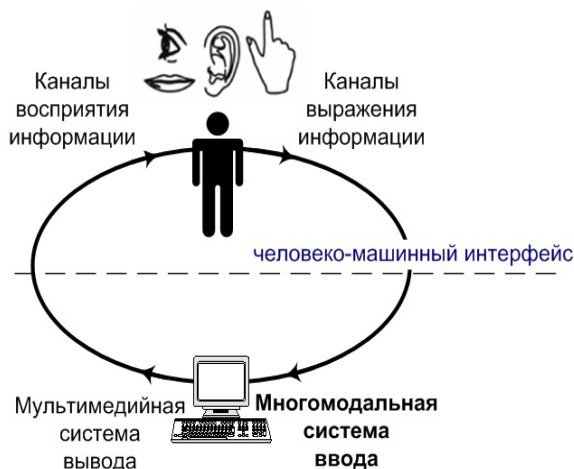 Каналы
восприятия
информации
Каналы
выражения
информации
человеко-машинный интерфейс
Мультимедийная
система
вывода
Многомодальная
система
ввода